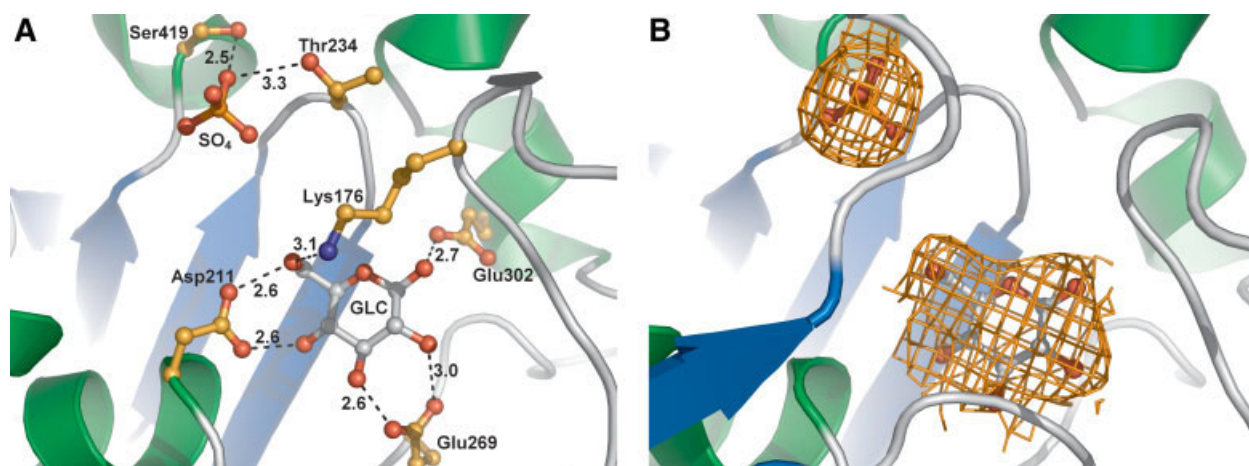 A
Ser419
2.5
Thr234
3.3
SO4
Lys176
3.1
2.7
Glu302
Asp211
2.6
GLC
2.6
3.0
2.6
Glu269
B